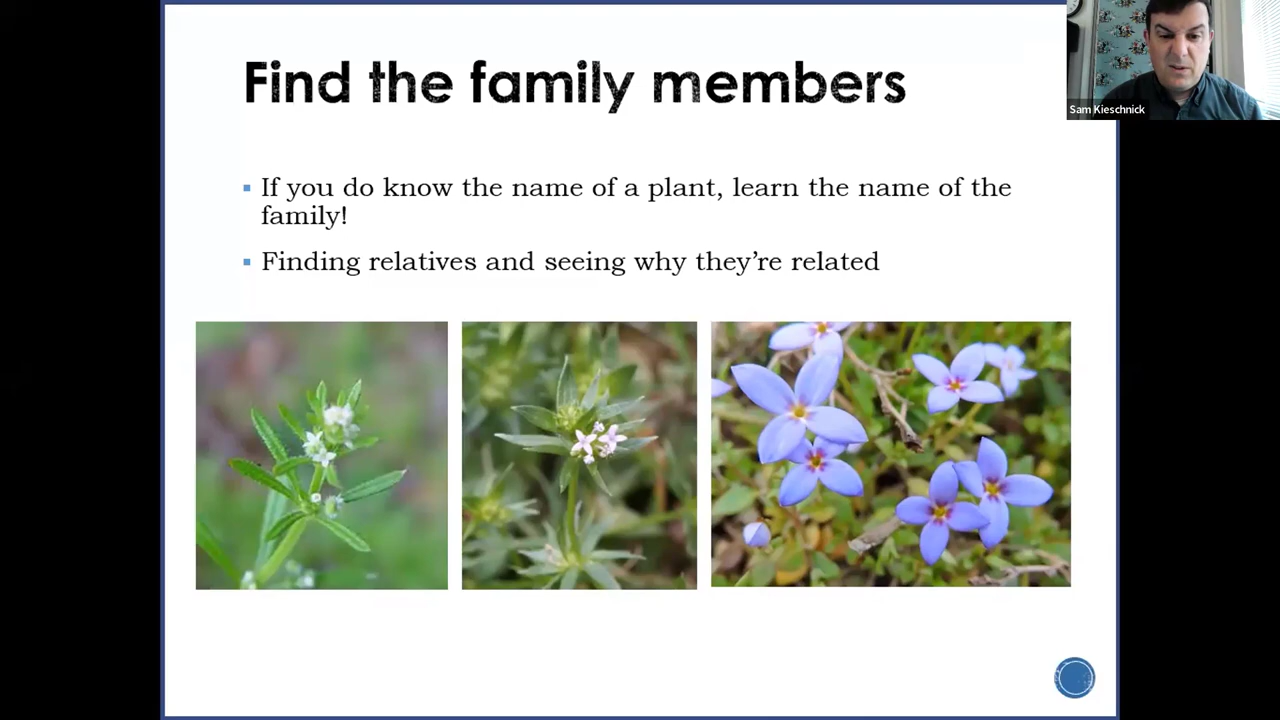 Find the family members
Sam Kieschnick
▪ If you do know the name of a plant, learn the name of the
family!
▪ Finding relatives and seeing why they’re related